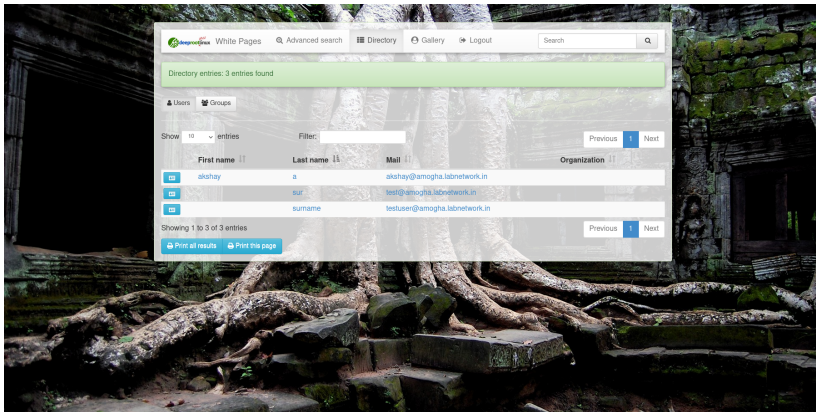 deeprootlinux White Pages Advanced search Directory Gallery Logout Search
Directory entries: 3 entries found
Users Groups
Show 10 entries Filter: Previous 1 Next
First name Last name Mail Organization
akshay a akshay@amogha.labnetwork.in
sur test@amogha.labnetwork.in
surname testuser@amogha.labnetwork.in
Showing 1 to 3 of 3 entries Previous 1 Next
Print all results Print this page